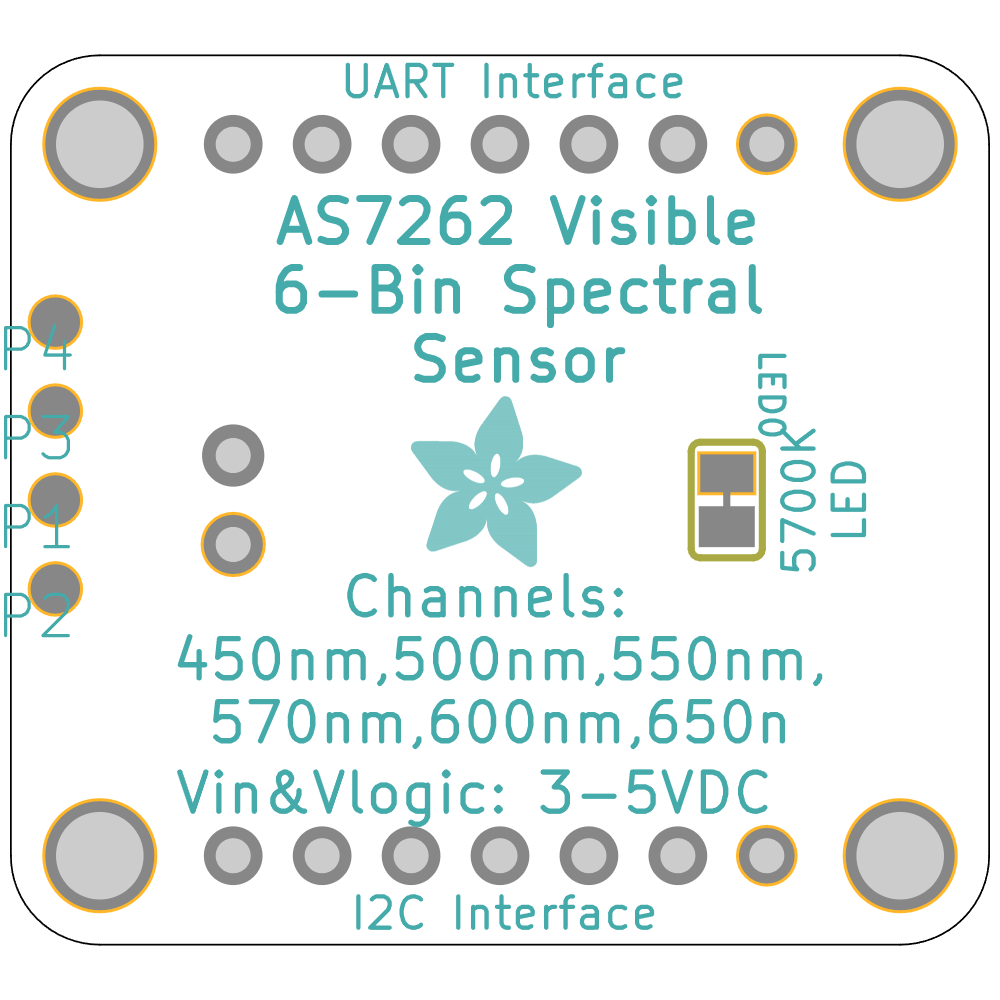 UART Interface
AS7262 Visible
6-Bin Spectral
Sensor
P4
P3
P1
P2
LEDO
5700K
LED
Channels:
450nm,500nm,550nm,
570nm,600nm,650n
Vin&Vlogic: 3-5VDC
I2C Interface